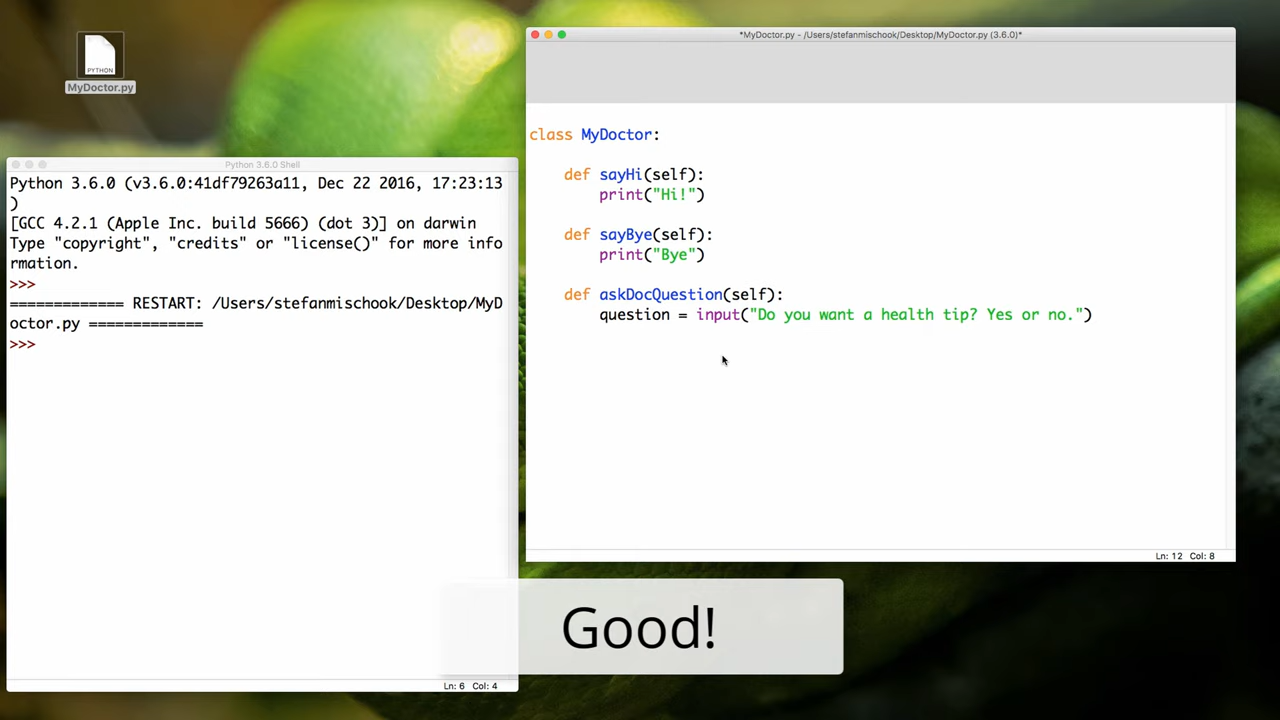 PYTHON
MyDoctor.py
Python 3.6.0 Shell
Python 3.6.0 (v3.6.0:41df79263a11, Dec 22 2016, 17:23:13
)
[GCC 4.2.1 (Apple Inc. build 5666) (dot 3)] on darwin
Type "copyright", "credits" or "license()" for more info
rmation.
>>>
============= RESTART: /Users/stefanmischook/Desktop/MyD
octor.py =============
>>>
Ln: 6 Col: 4
*MyDoctor.py - /Users/stefanmischook/Desktop/MyDoctor.py (3.6.0)*
class MyDoctor:
def sayHi(self):
print("Hi!")
def sayBye(self):
print("Bye")
def askDocQuestion(self):
question = input("Do you want a health tip? Yes or no.")
Ln: 12 Col: 8
Good!